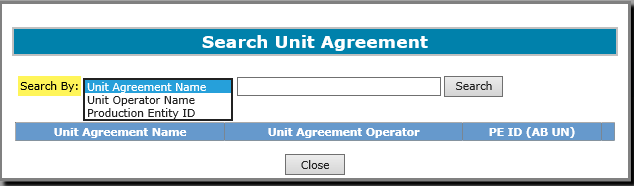 Search Unit Agreement
Search By: Unit Agreement Name Search
Unit Operator Name
Production Entity ID
Unit Agreement Name Unit Agreement Operator PE ID (AB UN)
Close